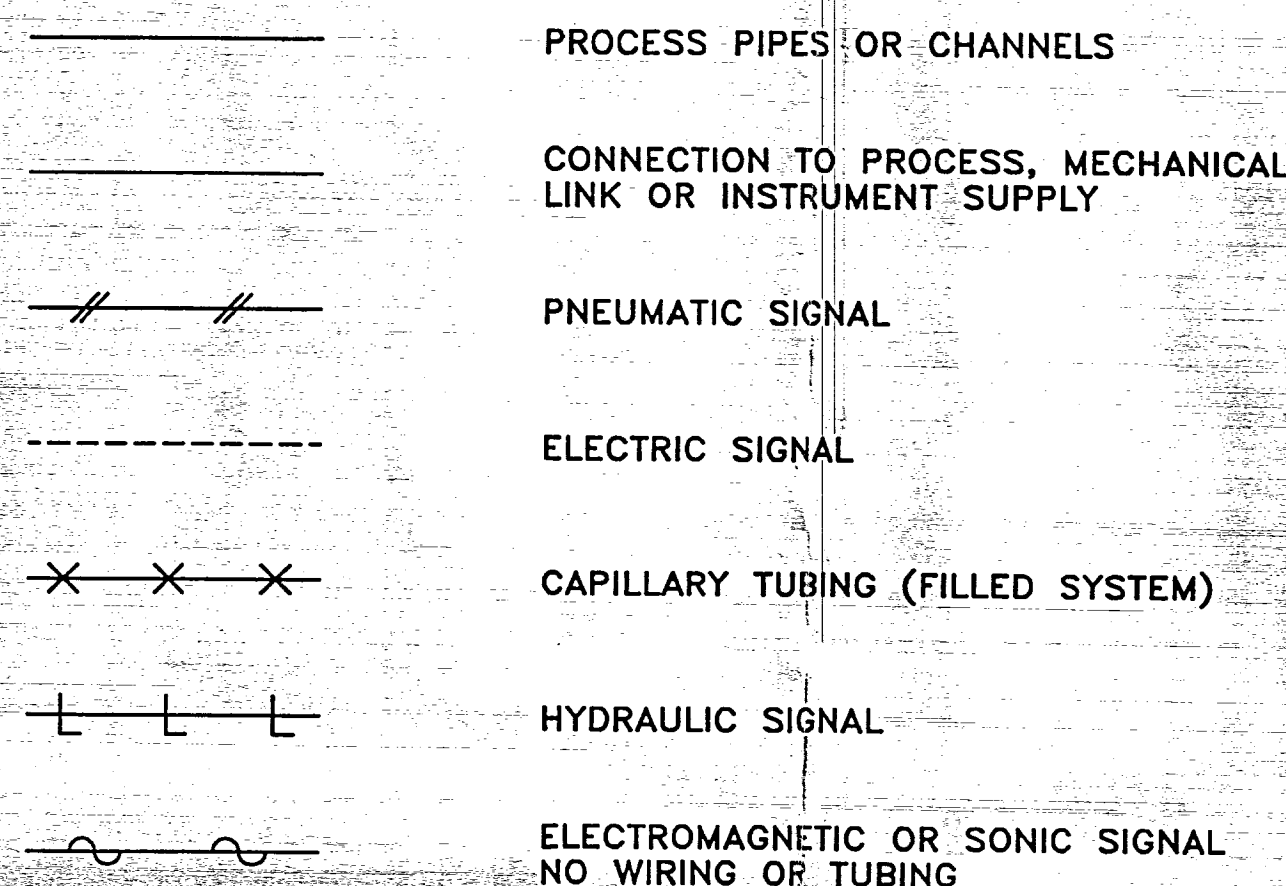 PROCESS PIPES OR CHANNELS
CONNECTION TO PROCESS, MECHANICAL
LINK OR INSTRUMENT SUPPLY
PNEUMATIC SIGNAL
ELECTRIC SIGNAL
CAPILLARY TUBING (FILLED SYSTEM)
HYDRAULIC SIGNAL
ELECTROMAGNETIC OR SONIC SIGNAL
NO WIRING OR TUBING